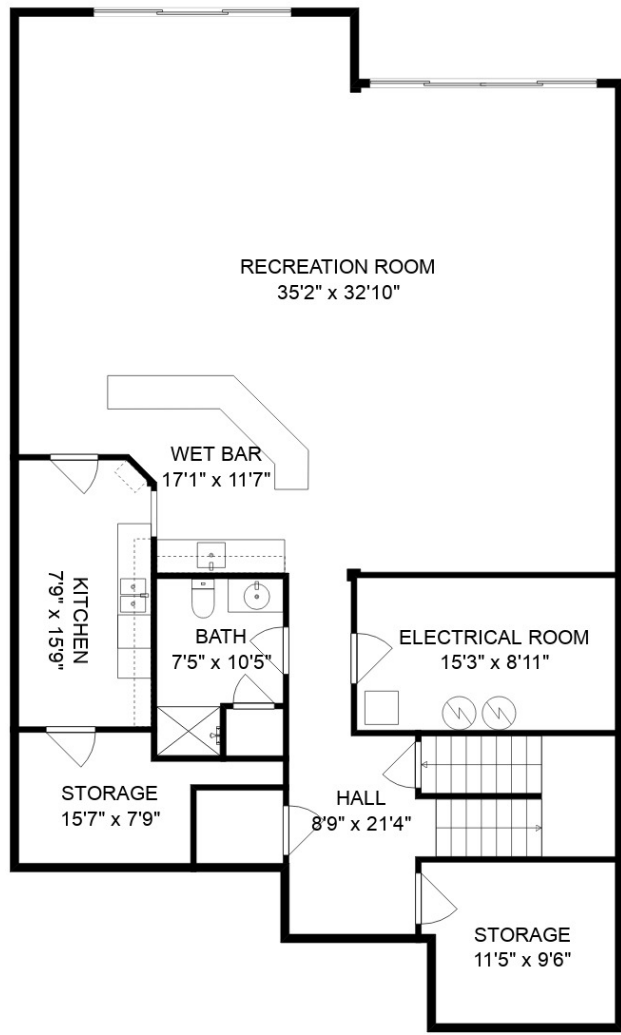 RECREATION ROOM
35'2" x 32'10"
WET BAR
17'1" x 11'7"
KITCHEN
7'9" x 15'9"
BATH
7'5" x 10'5"
ELECTRICAL ROOM
15'3" x 8'11"
STORAGE
15'7" x 7'9"
HALL
8'9" x 21'4"
STORAGE
11'5" x 9'6"